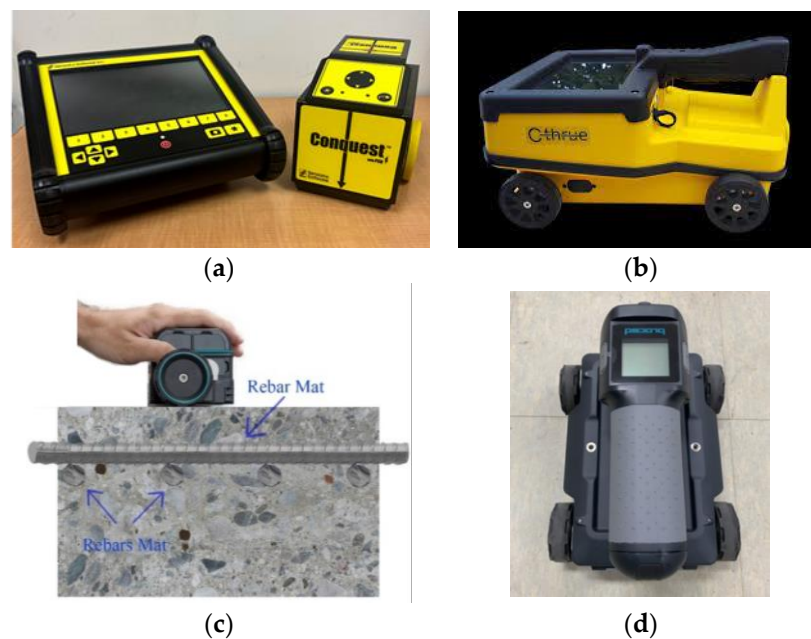 Conquest
C thrue
(a)
(b)
Rebar Mat
Rebars Mat
(c)
proceq
(d)